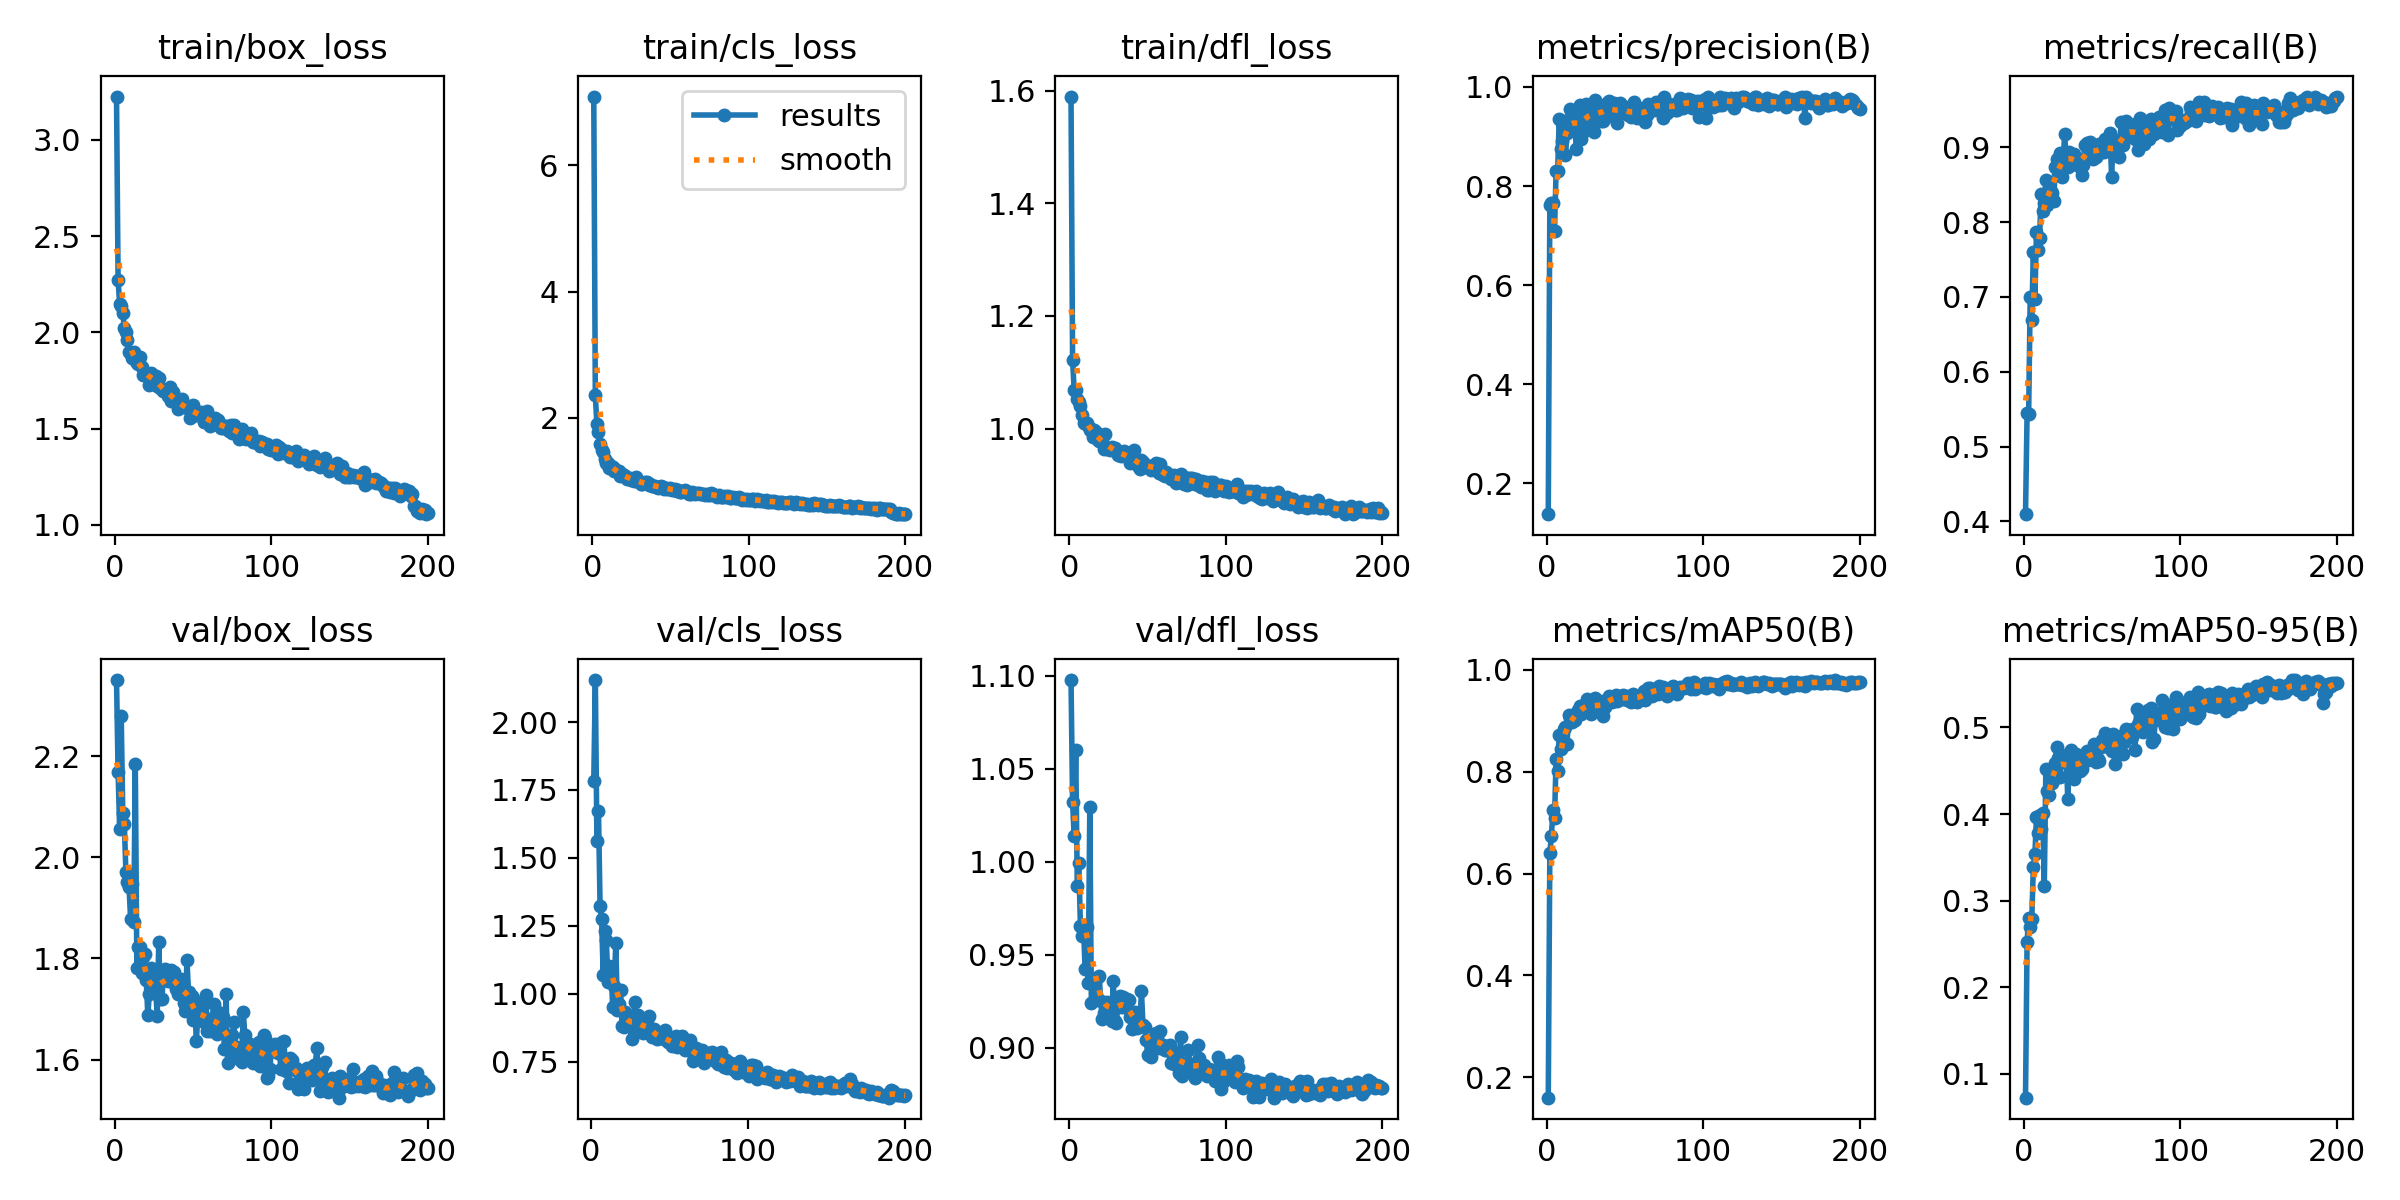 train/box_loss
3.0
2.5
2.0
1.5
1.0
0 100 200
train/cls_loss
results
smooth
6
4
2
0 100 200
train/dfl_loss
1.6
1.4
1.2
1.0
0 100 200
metrics/precision(B)
1.0
0.8
0.6
0.4
0.2
0 100 200
metrics/recall(B)
0.9
0.8
0.7
0.6
0.5
0.4
0 100 200
val/box_loss
2.2
2.0
1.8
1.6
0 100 200
val/cls_loss
2.00
1.75
1.50
1.25
1.00
0.75
0 100 200
val/dfl_loss
1.10
1.05
1.00
0.95
0.90
0 100 200
metrics/mAP50(B)
1.0
0.8
0.6
0.4
0.2
0 100 200
metrics/mAP50-95(B)
0.5
0.4
0.3
0.2
0.1
0 100 200